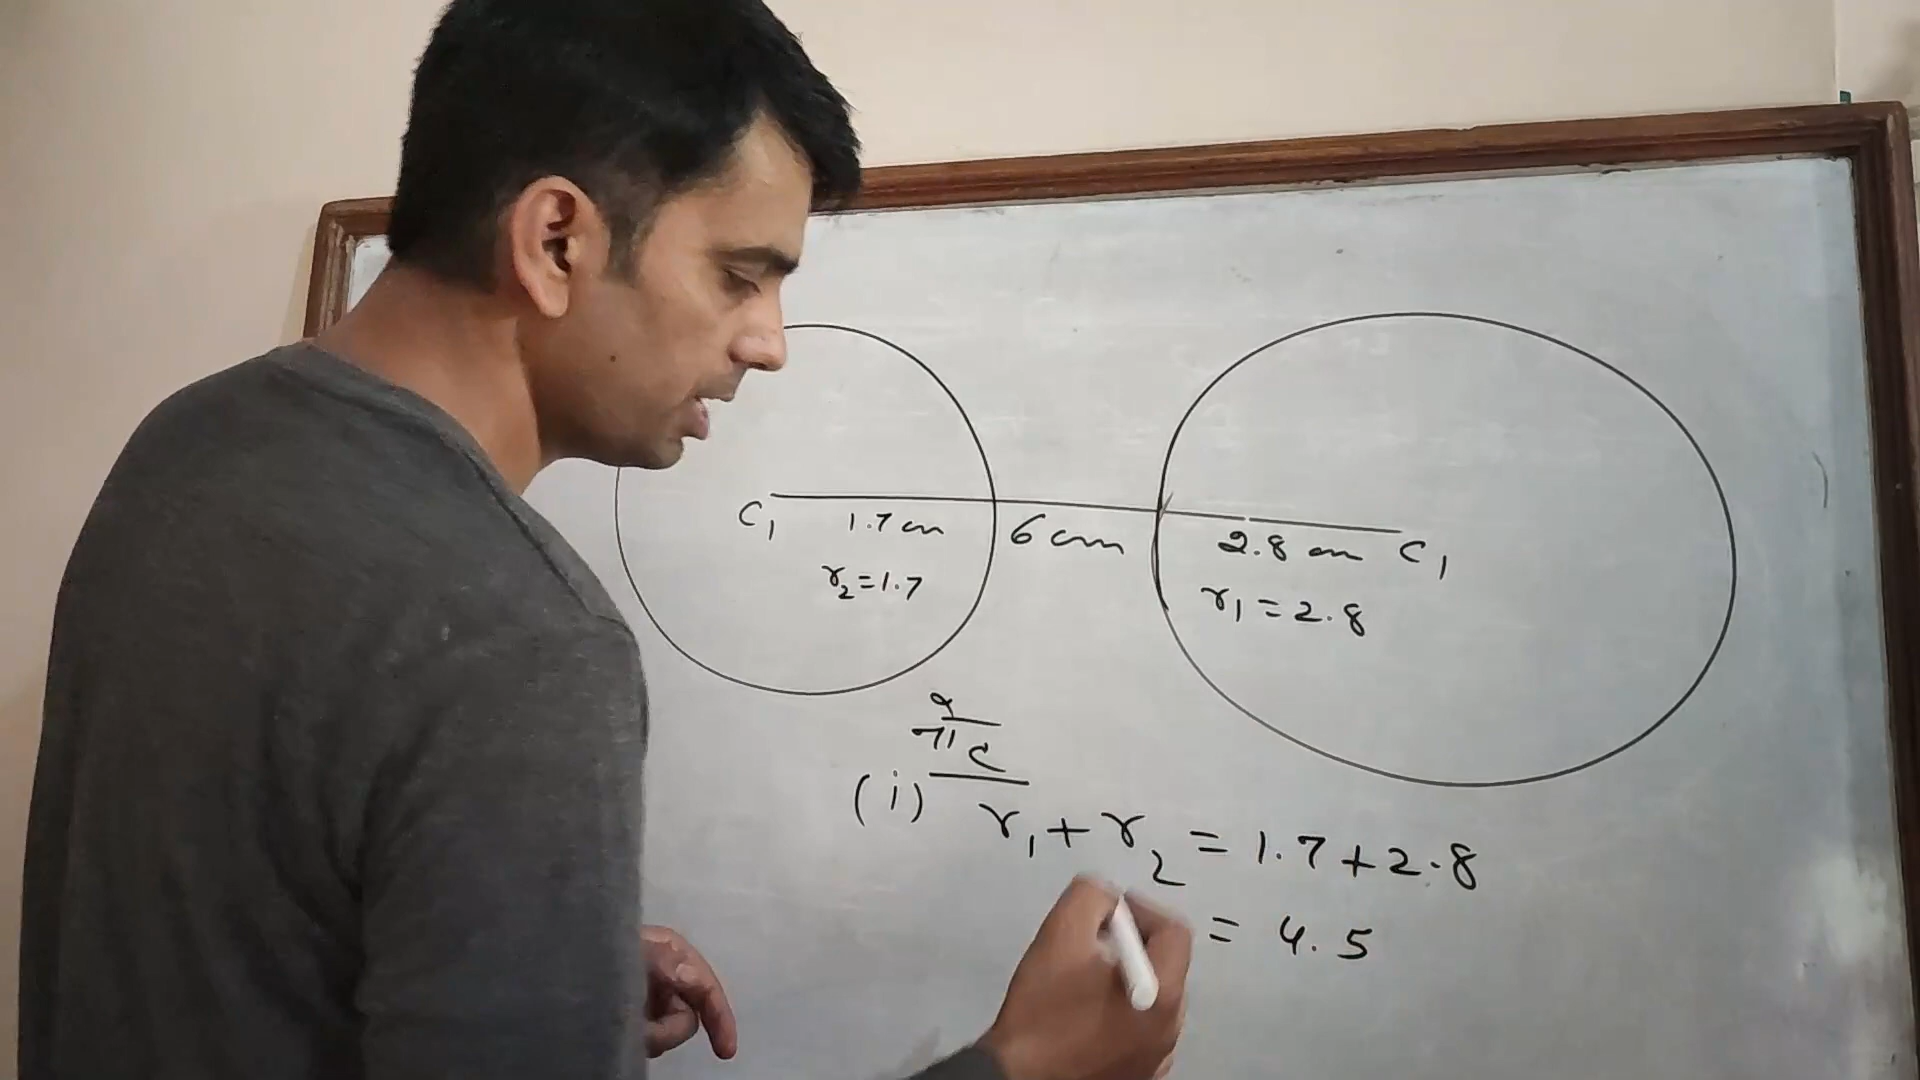 C₁ 1.7 cm 6 cm 2.8 cm C₁
r₂=1.7 r₁=2.8
(i) r₁+r₂ = 1.7+2.8
= 4.5